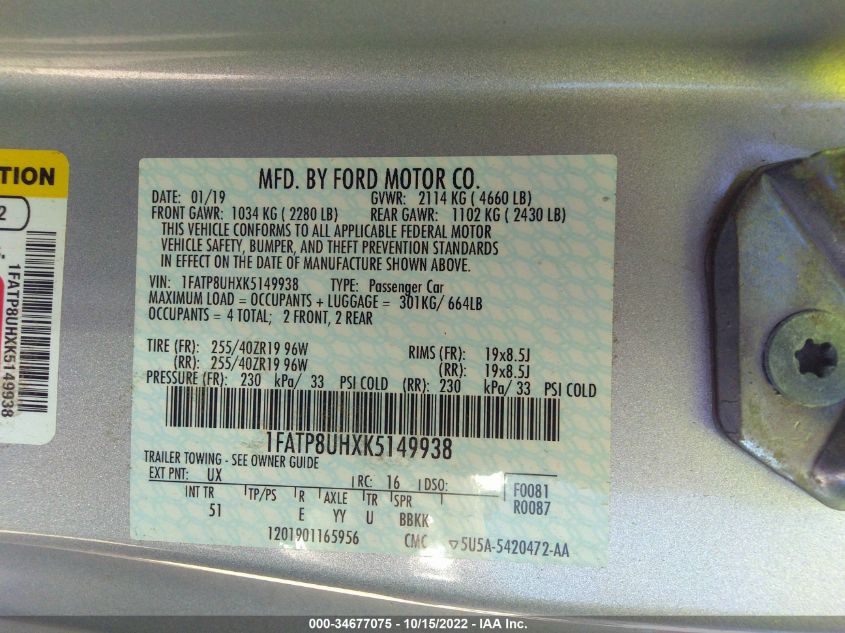 MFD. BY FORD MOTOR CO.
DATE: 01/19 GVWR: 2114 KG ( 4660 LB)
FRONT GAWR: 1034 KG ( 2280 LB) REAR GAWR: 1102 KG ( 2430 LB)
THIS VEHICLE CONFORMS TO ALL APPLICABLE FEDERAL MOTOR
VEHICLE SAFETY, BUMPER, AND THEFT PREVENTION STANDARDS
IN EFFECT ON THE DATE OF MANUFACTURE SHOWN ABOVE.
VIN: 1FATP8UHXK5149938 TYPE: Passenger Car
MAXIMUM LOAD = OCCUPANTS + LUGGAGE = 301KG/ 664LB
OCCUPANTS = 4 TOTAL; 2 FRONT, 2 REAR
TIRE (FR): 255/40ZR19 96W RIMS (FR): 19x8.5J
(RR): 255/40ZR19 96W (RR): 19x8.5J
PRESSURE (FR): 230 kPa/ 33 PSI COLD (RR): 230 kPa/ 33 PSI COLD
1FATP8UHXK5149938
TRAILER TOWING - SEE OWNER GUIDE
EXT PNT: UX RC: 16 DSO: F0081
INT TR TP/PS R AXLE TR SPR R0087
51 E YY U BBKK
1201901165956 CMC ▽5U5A-5420472-AA
TION
2
1FATP8UHXK5149938
000-34677075 - 10/15/2022 - IAA Inc.